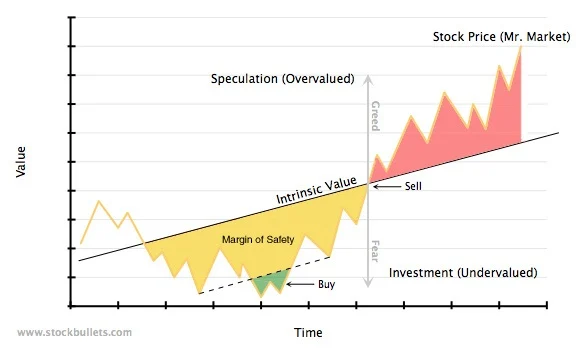 Stock Price (Mr. Market)
Speculation (Overvalued)
Greed
Value
Intrinsic Value
Sell
Margin of Safety
Fear
Investment (Undervalued)
Buy
www.stockbullets.com
Time